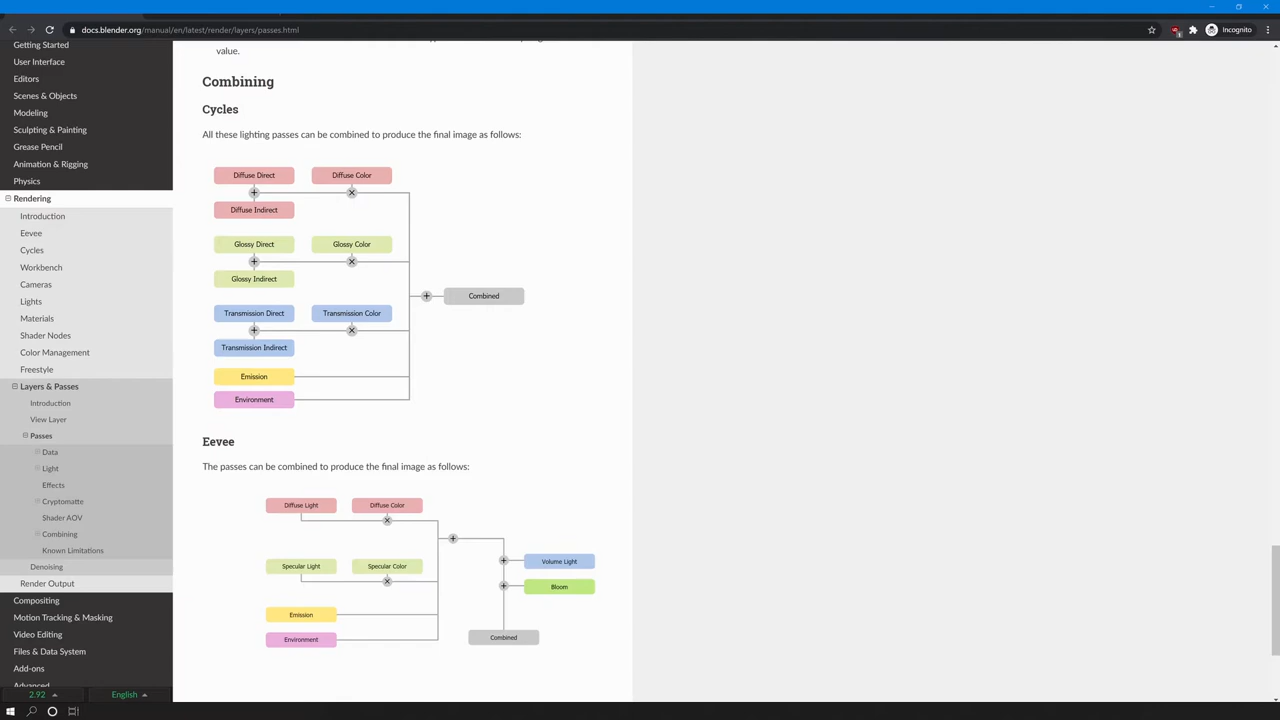 docs.blender.org/manual/en/latest/render/layers/passes.html
Incognito
Getting Started
User Interface
Editors
Scenes & Objects
Modeling
Sculpting & Painting
Grease Pencil
Animation & Rigging
Physics
Rendering
Introduction
Eevee
Cycles
Workbench
Cameras
Lights
Materials
Shader Nodes
Color Management
Freestyle
Layers & Passes
Introduction
View Layer
Passes
Data
Light
Effects
Cryptomatte
Shader AOV
Combining
Known Limitations
Denoising
Render Output
Compositing
Motion Tracking & Masking
Video Editing
Files & Data System
Add-ons
Advanced
2.92 English
value.
Combining
Cycles
All these lighting passes can be combined to produce the final image as follows:
Diffuse Direct Diffuse Color
+ ×
Diffuse Indirect
Glossy Direct Glossy Color
+ ×
Glossy Indirect
+ Combined
Transmission Direct Transmission Color
+ ×
Transmission Indirect
Emission
Environment
Eevee
The passes can be combined to produce the final image as follows:
Diffuse Light Diffuse Color
×
+
+ Volume Light
Specular Light Specular Color
×
+ Bloom
Emission
Environment
Combined